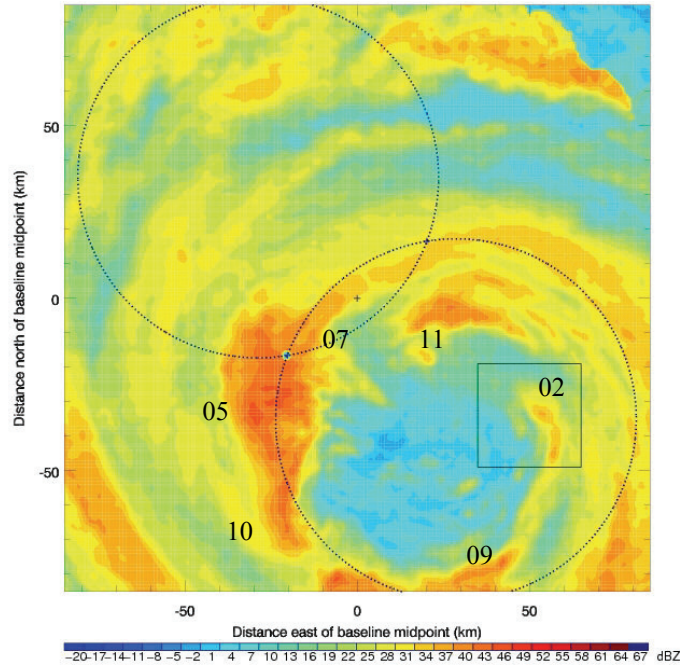 Distance north of baseline midpoint (km)
50
0
-50
07
11
02
05
10
09
-50 0 50
Distance east of baseline midpoint (km)
-20 -17 -14 -11 -8 -5 -2 1 4 7 10 13 16 19 22 25 28 31 34 37 40 43 46 49 52 55 58 61 64 67 dBZ